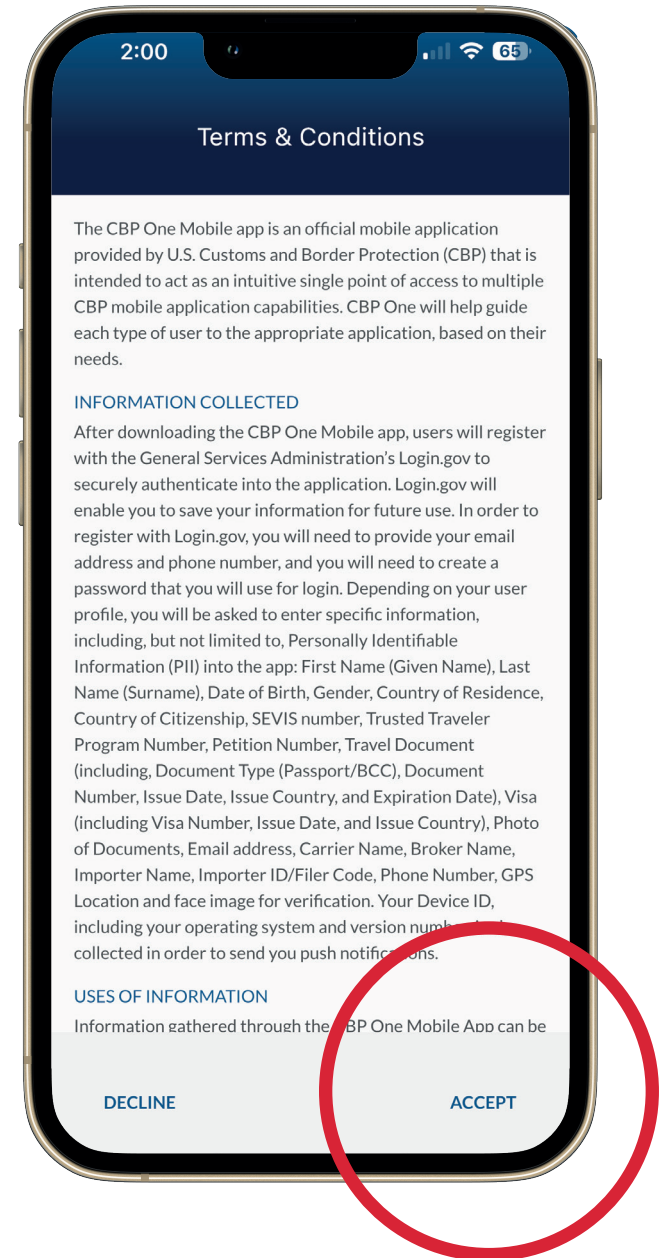 2:00
65
Terms & Conditions
The CBP One Mobile app is an official mobile application
provided by U.S. Customs and Border Protection (CBP) that is
intended to act as an intuitive single point of access to multiple
CBP mobile application capabilities. CBP One will help guide
each type of user to the appropriate application, based on their
needs.
INFORMATION COLLECTED
After downloading the CBP One Mobile app, users will register
with the General Services Administration’s Login.gov to
securely authenticate into the application. Login.gov will
enable you to save your information for future use. In order to
register with Login.gov, you will need to provide your email
address and phone number, and you will need to create a
password that you will use for login. Depending on your user
profile, you will be asked to enter specific information,
including, but not limited to, Personally Identifiable
Information (PII) into the app: First Name (Given Name), Last
Name (Surname), Date of Birth, Gender, Country of Residence,
Country of Citizenship, SEVIS number, Trusted Traveler
Program Number, Petition Number, Travel Document
(including, Document Type (Passport/BCC), Document
Number, Issue Date, Issue Country, and Expiration Date), Visa
(including Visa Number, Issue Date, and Issue Country), Photo
of Documents, Email address, Carrier Name, Broker Name,
Importer Name, Importer ID/Filer Code, Phone Number, GPS
Location and face image for verification. Your Device ID,
including your operating system and version
collected in order to send you push notifications.
USES OF INFORMATION
Information gathered through the CBP One Mobile App can be
DECLINE
ACCEPT